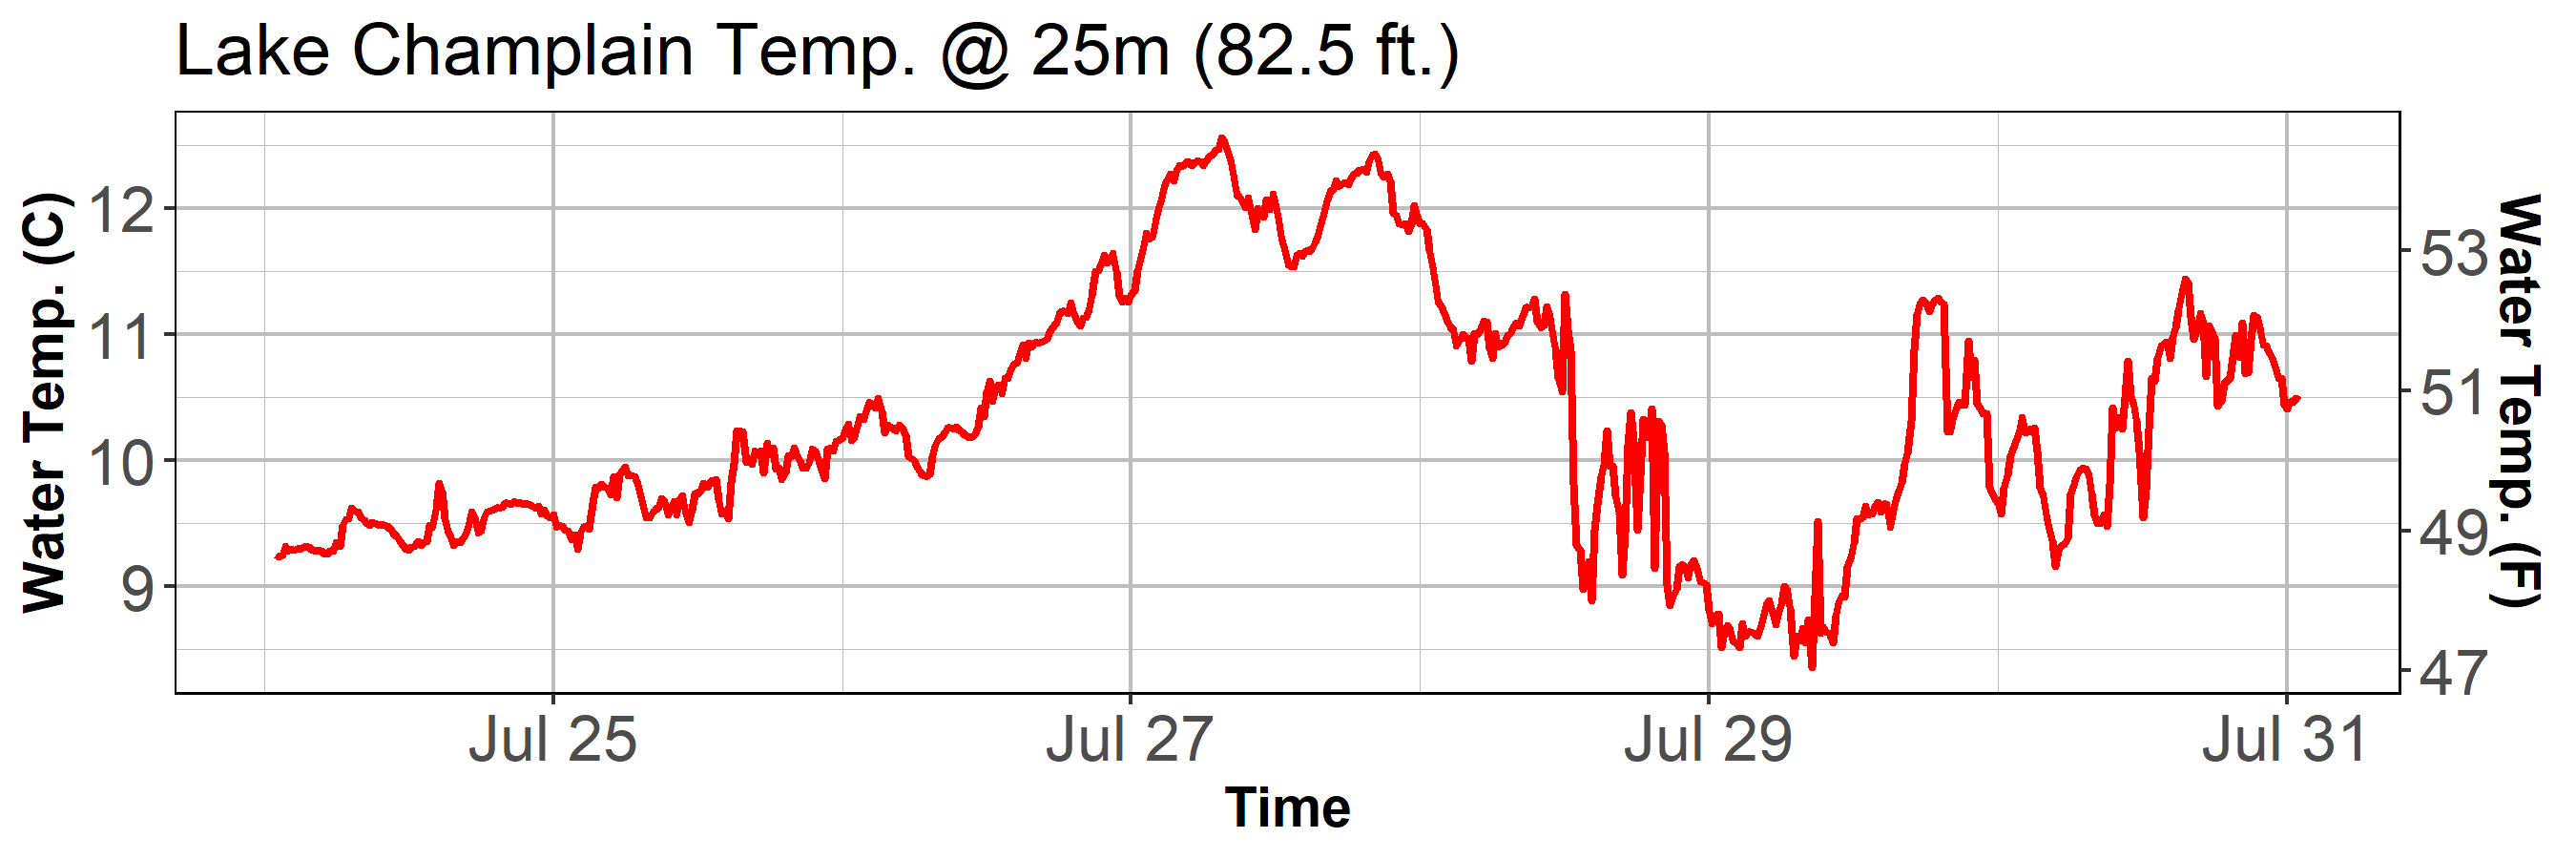 Lake Champlain Temp. @ 25m (82.5 ft.)
Water Temp. (C)
12
11
10
9
53
51
49
47
Water Temp. (F)
Jul 25
Jul 27
Jul 29
Jul 31
Time